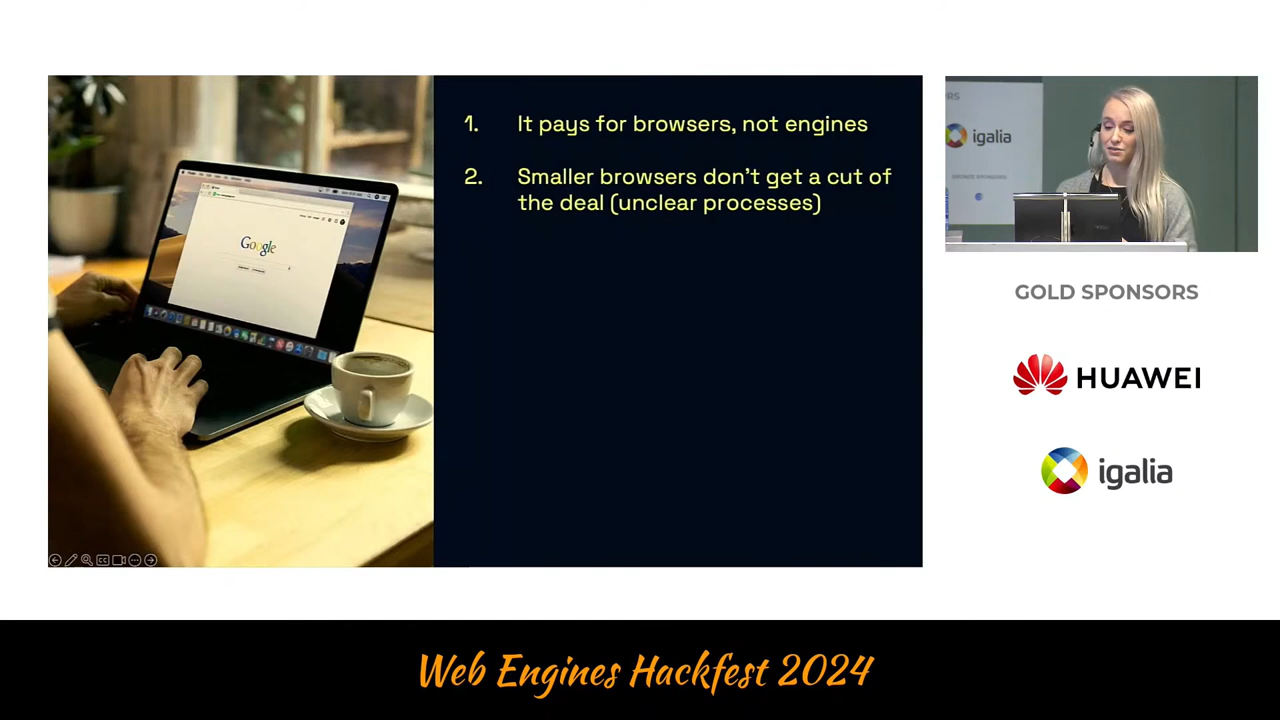 1. It pays for browsers, not engines
2. Smaller browsers don't get a cut of
the deal (unclear processes)
Google
igalia
GOLD SPONSORS
HUAWEI
igalia
Web Engines Hackfest 2024